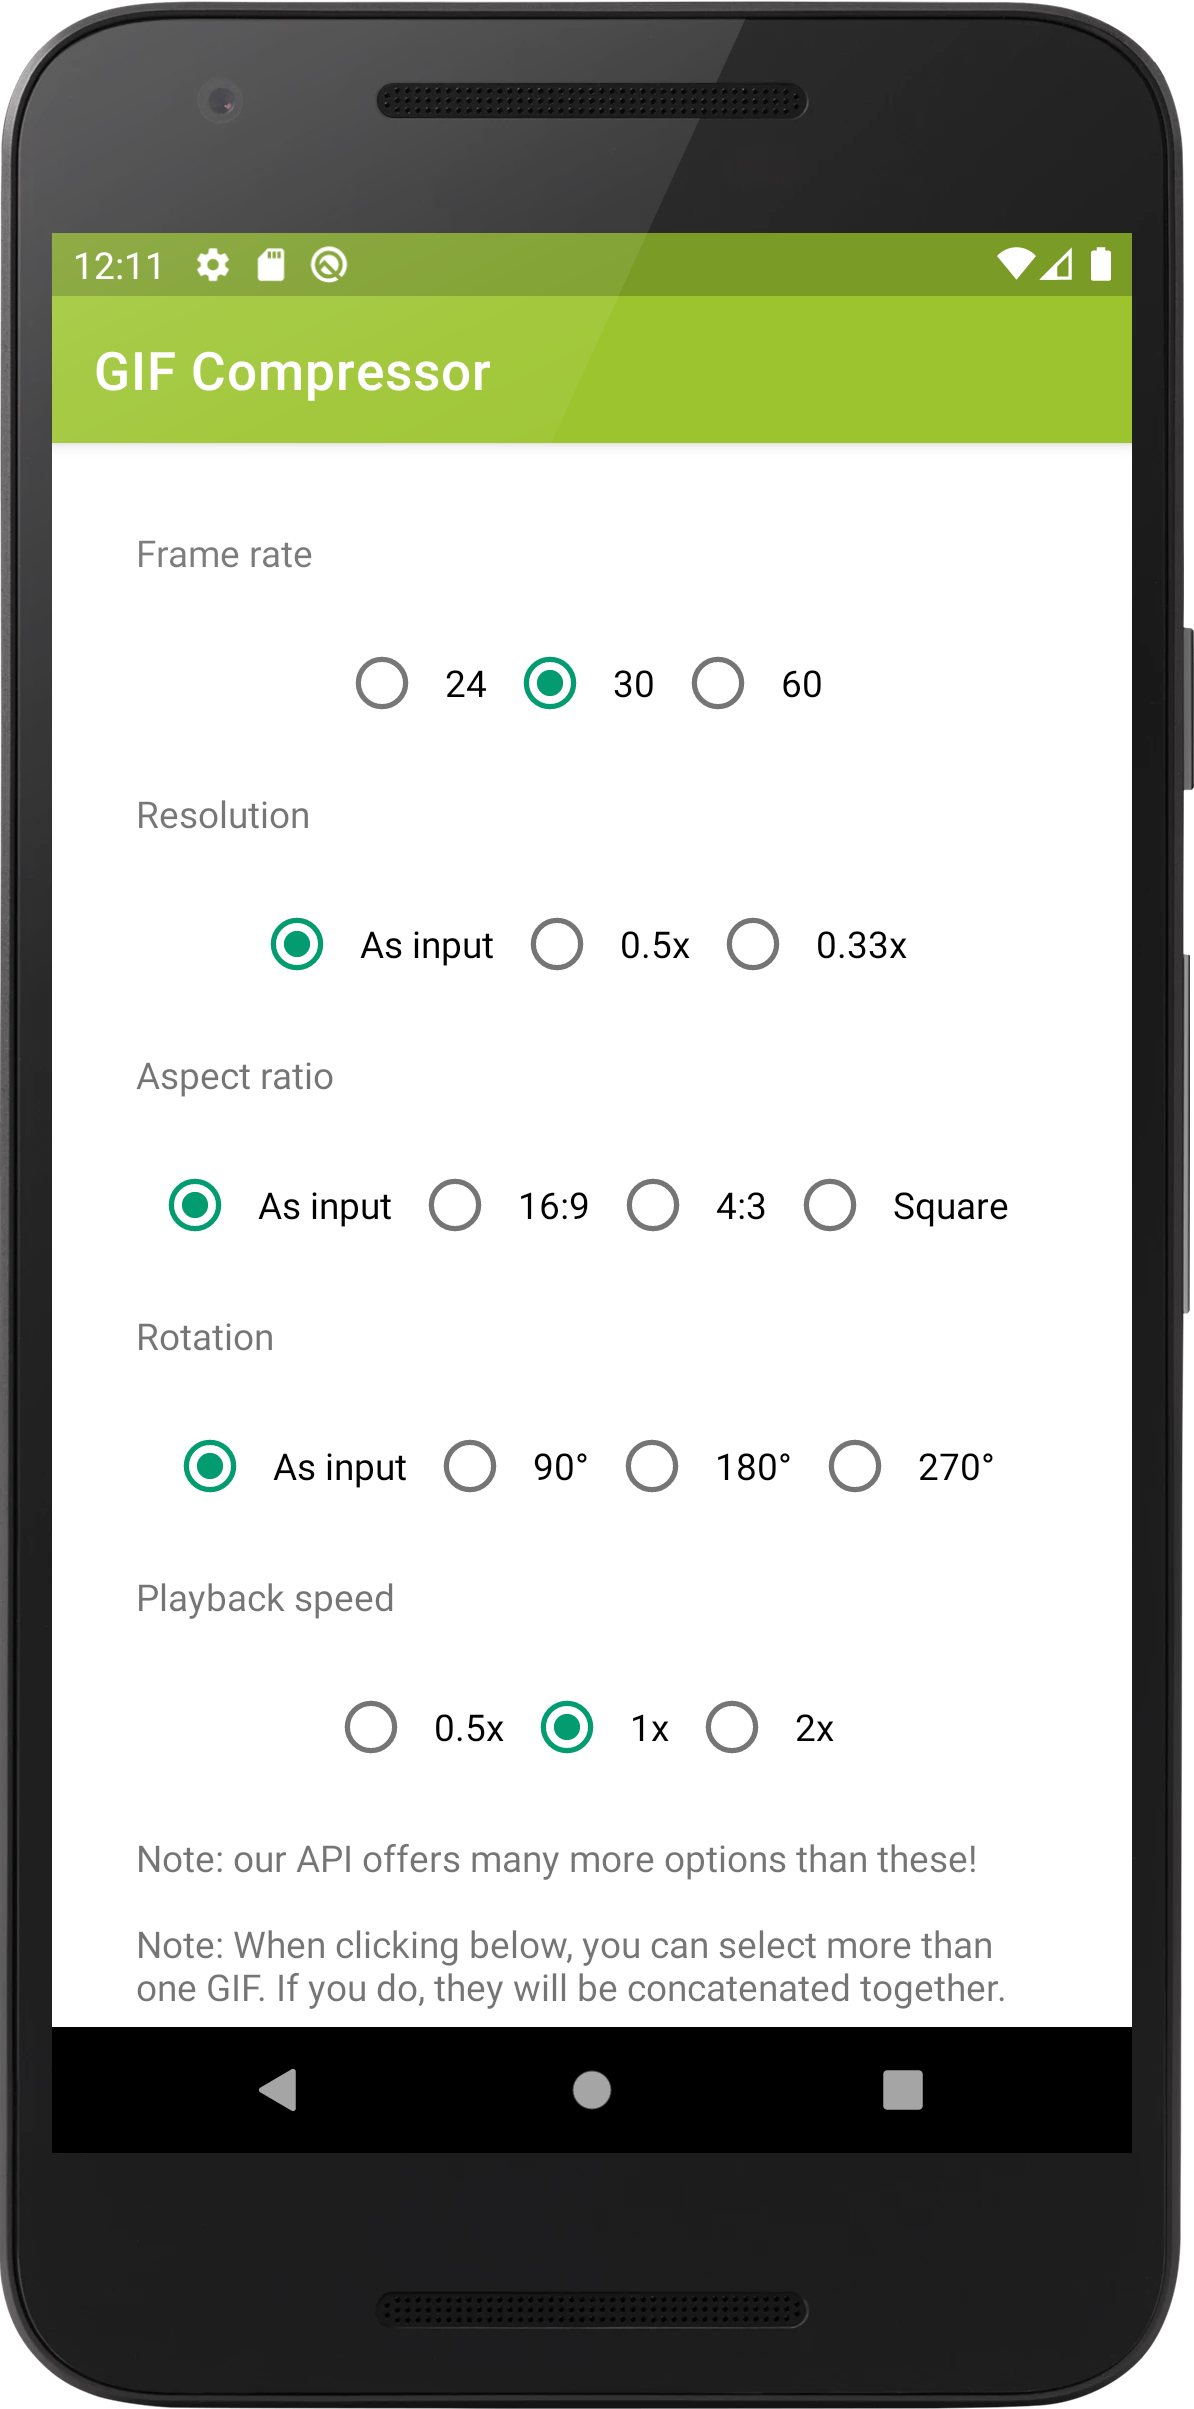 12:11
GIF Compressor
Frame rate
24 30 60
Resolution
As input 0.5x 0.33x
Aspect ratio
As input 16:9 4:3 Square
Rotation
As input 90° 180° 270°
Playback speed
0.5x 1x 2x
Note: our API offers many more options than these!
Note: When clicking below, you can select more than
one GIF. If you do, they will be concatenated together.